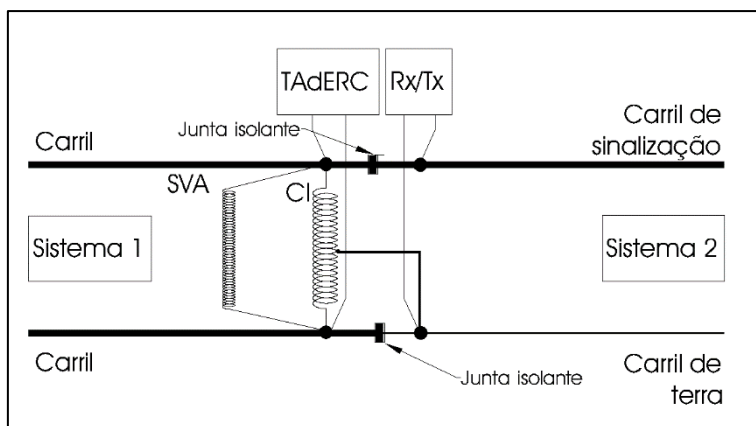 TAdERC
Rx/Tx
Junta isolante
Carril
Carril de
sinalização
SVA
CI
Sistema 1
Sistema 2
Carril
Junta isolante
Carril de
terra